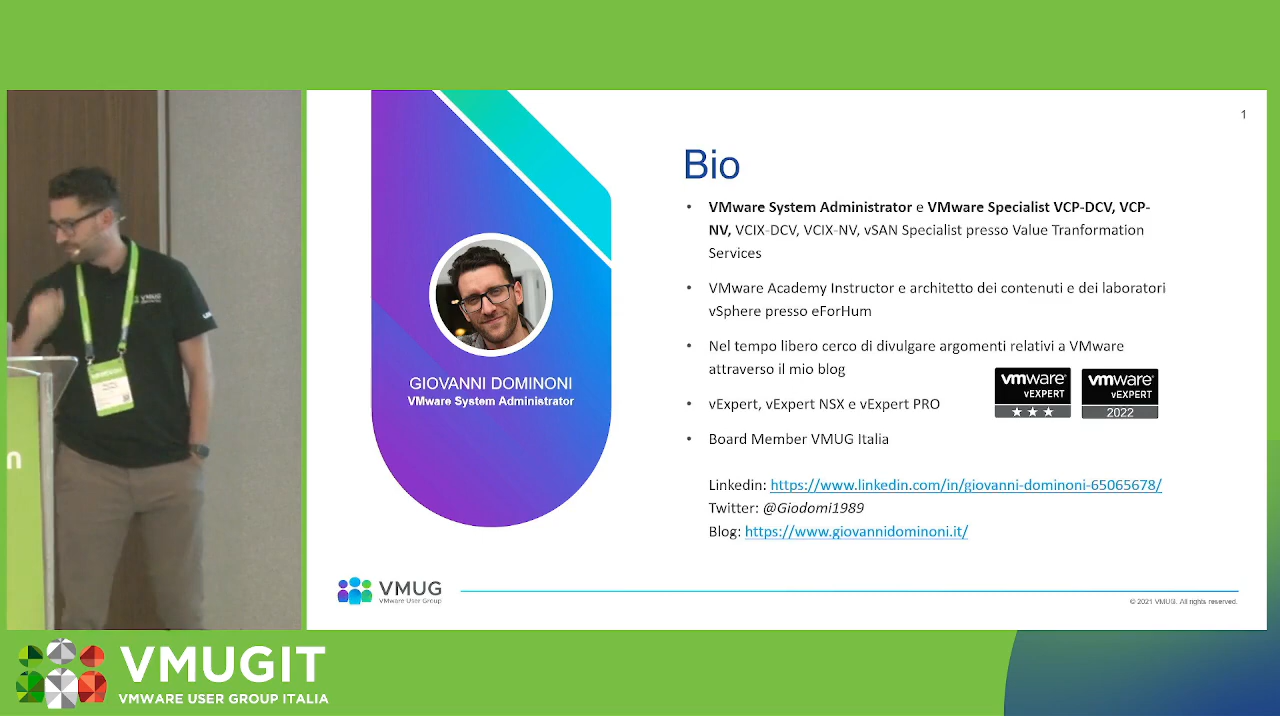 1
Bio
• VMware System Administrator e VMware Specialist VCP-DCV, VCP-
NV, VCIX-DCV, VCIX-NV, vSAN Specialist presso Value Tranformation
Services
• VMware Academy Instructor e architetto dei contenuti e dei laboratori
vSphere presso eForHum
• Nel tempo libero cerco di divulgare argomenti relativi a VMware
attraverso il mio blog
• vExpert, vExpert NSX e vExpert PRO
• Board Member VMUG Italia
Linkedin: https://www.linkedin.com/in/giovanni-dominoni-65065678/
Twitter: @Giodomi1989
Blog: https://www.giovannidominoni.it/
vmware
vEXPERT
★★★
vmware
vEXPERT
2022
GIOVANNI DOMINONI
VMware System Administrator
VMUG
n
VMUG
VMware User Group
© 2021 VMUG. All rights reserved.
VMUGIT
VMWARE USER GROUP ITALIA